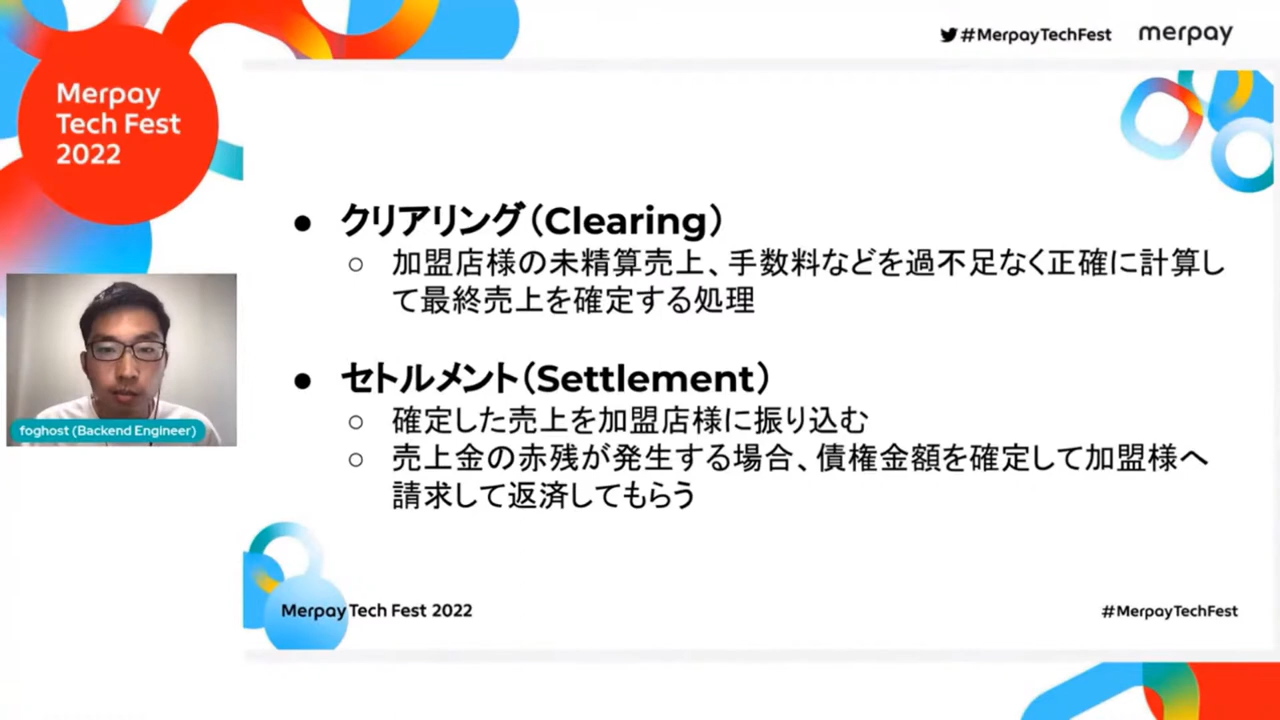 #MerpayTechFest
merpay
Merpay
Tech Fest
2022
● クリアリング（Clearing）
○ 加盟店様の未精算売上、手数料などを過不足なく正確に計算し
て最終売上を確定する処理
● セトルメント（Settlement）
○ 確定した売上を加盟店様に振り込む
○ 売上金の赤残が発生する場合、債権金額を確定して加盟様へ
請求して返済してもらう
foghost (Backend Engineer)
Merpay Tech Fest 2022
#MerpayTechFest